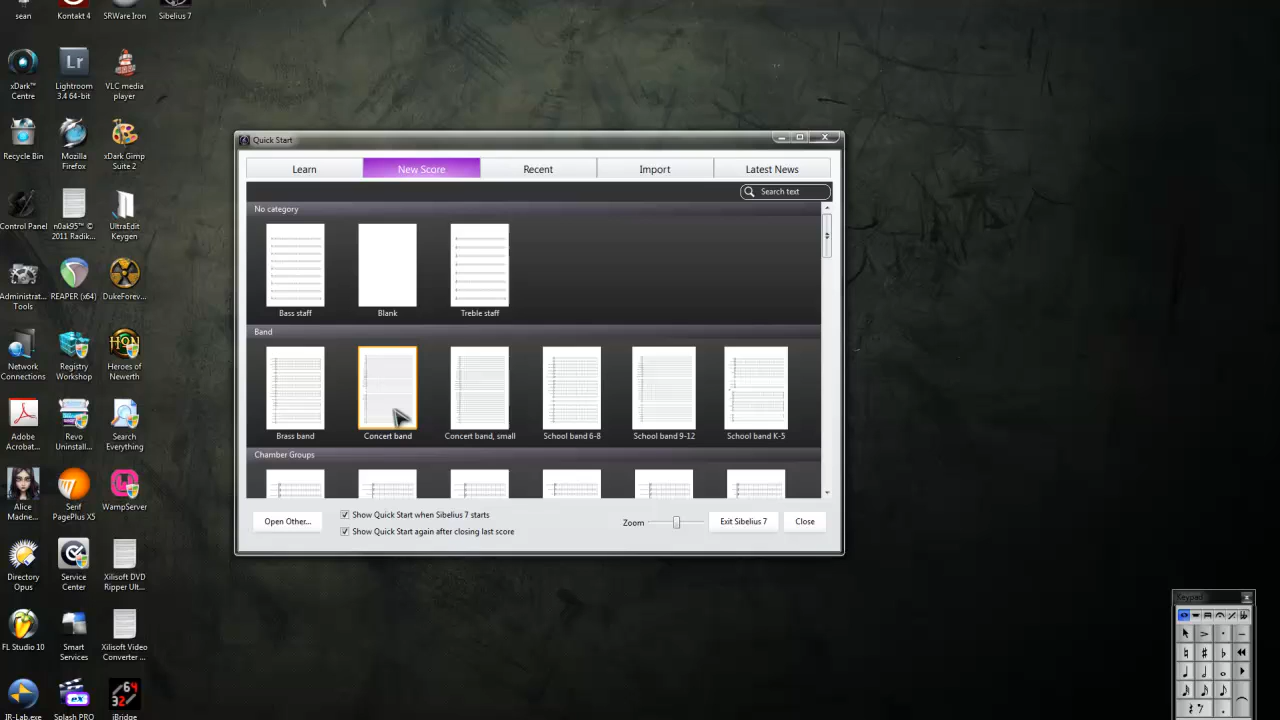 sean
Kontakt 4
SRWare Iron
Sibelius 7
xDark™
Centre
Lightroom
3.4 64-bit
VLC media
player
Recycle Bin
Mozilla
Firefox
xDark Gimp
Suite 2
Control Panel
n0ak95™ ©
2011 Radik...
UltraEdit
Keygen
Administrat...
Tools
REAPER (x64)
DukeForev...
Network
Connections
Registry
Workshop
Heroes of
Newerth
Adobe
Acrobat...
Revo
Uninstall...
Search
Everything
Alice
Madne...
Serif
PagePlus X5
WampServer
Directory
Opus
Service
Center
Xilisoft DVD
Ripper Ult...
FL Studio 10
Smart
Services
Xilisoft Video
Converter ...
JR-Lab.exe
Splash PRO
iBridge
Quick Start
Learn
New Score
Recent
Import
Latest News
Search text
No category
Bass staff
Blank
Treble staff
Band
Brass band
Concert band
Concert band, small
School band 6-8
School band 9-12
School band K-5
Chamber Groups
Open Other...
Show Quick Start when Sibelius 7 starts
Show Quick Start again after closing last score
Zoom
Exit Sibelius 7
Close
Keypad